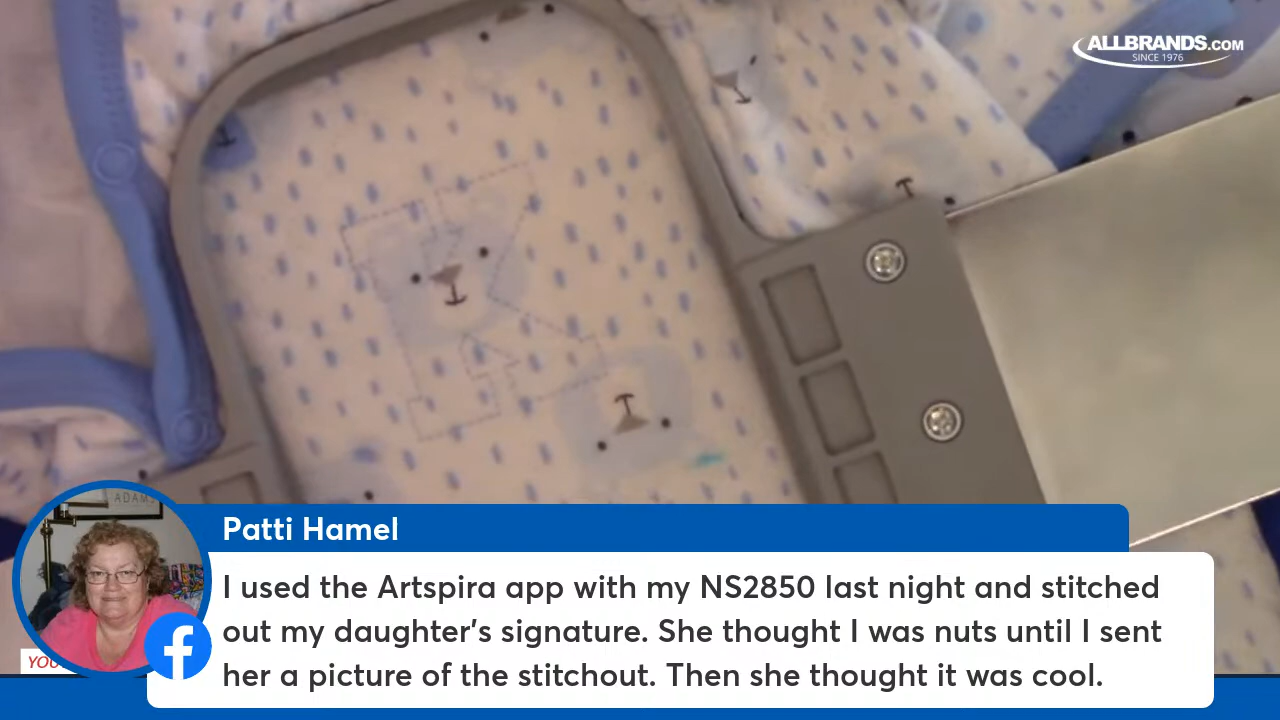 ALLBRANDS.COM
SINCE 1976
ADAMS
Patti Hamel
I used the Artspira app with my NS2850 last night and stitched
out my daughter's signature. She thought I was nuts until I sent
her a picture of the stitchout. Then she thought it was cool.
YOU